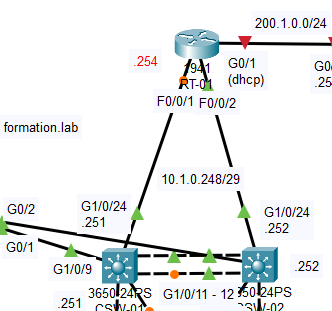 200.1.0.0/24
.254
1941
RT-01
G0/1
(dhcp)
G0/
.25
F0/0/1
F0/0/2
formation.lab
10.1.0.248/29
G0/2
G1/0/24
.251
G1/0/24
.252
G0/1
G1/0/9
.252
3650-24PS
G1/0/11 - 12
3650-24PS
.251
CSW-01
CSW-02